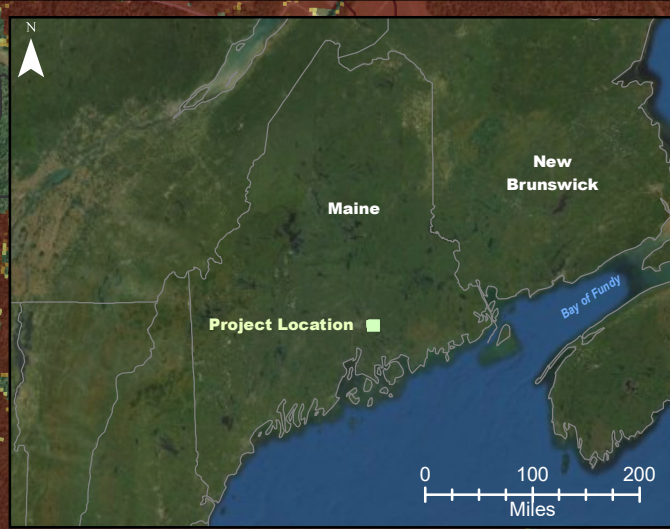 N
New
Brunswick
Maine
Bay of Fundy
Project Location
0 100 200
Miles